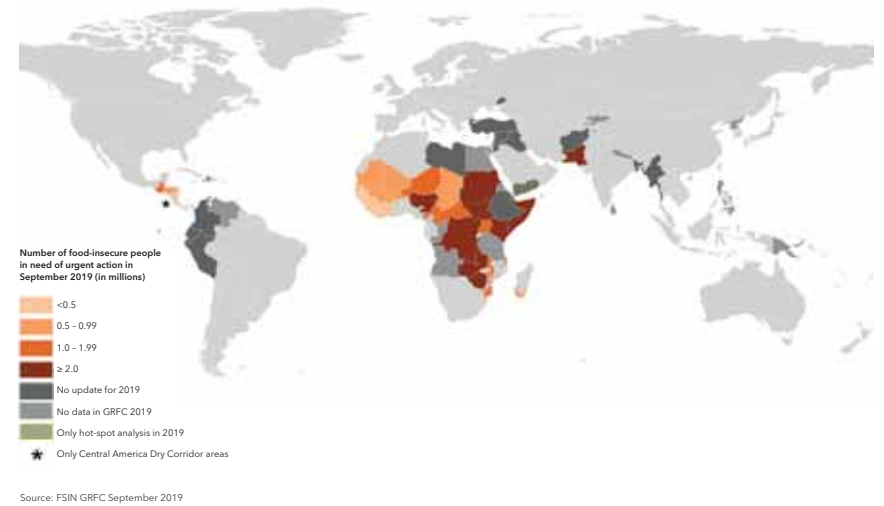 Number of food-insecure people
in need of urgent action in
September 2019 (in millions)
<0.5
0.5 - 0.99
1.0 - 1.99
≥ 2.0
No update for 2019
No data in GRFC 2019
Only hot-spot analysis in 2019
Only Central America Dry Corridor areas
Source: FSIN GRFC September 2019